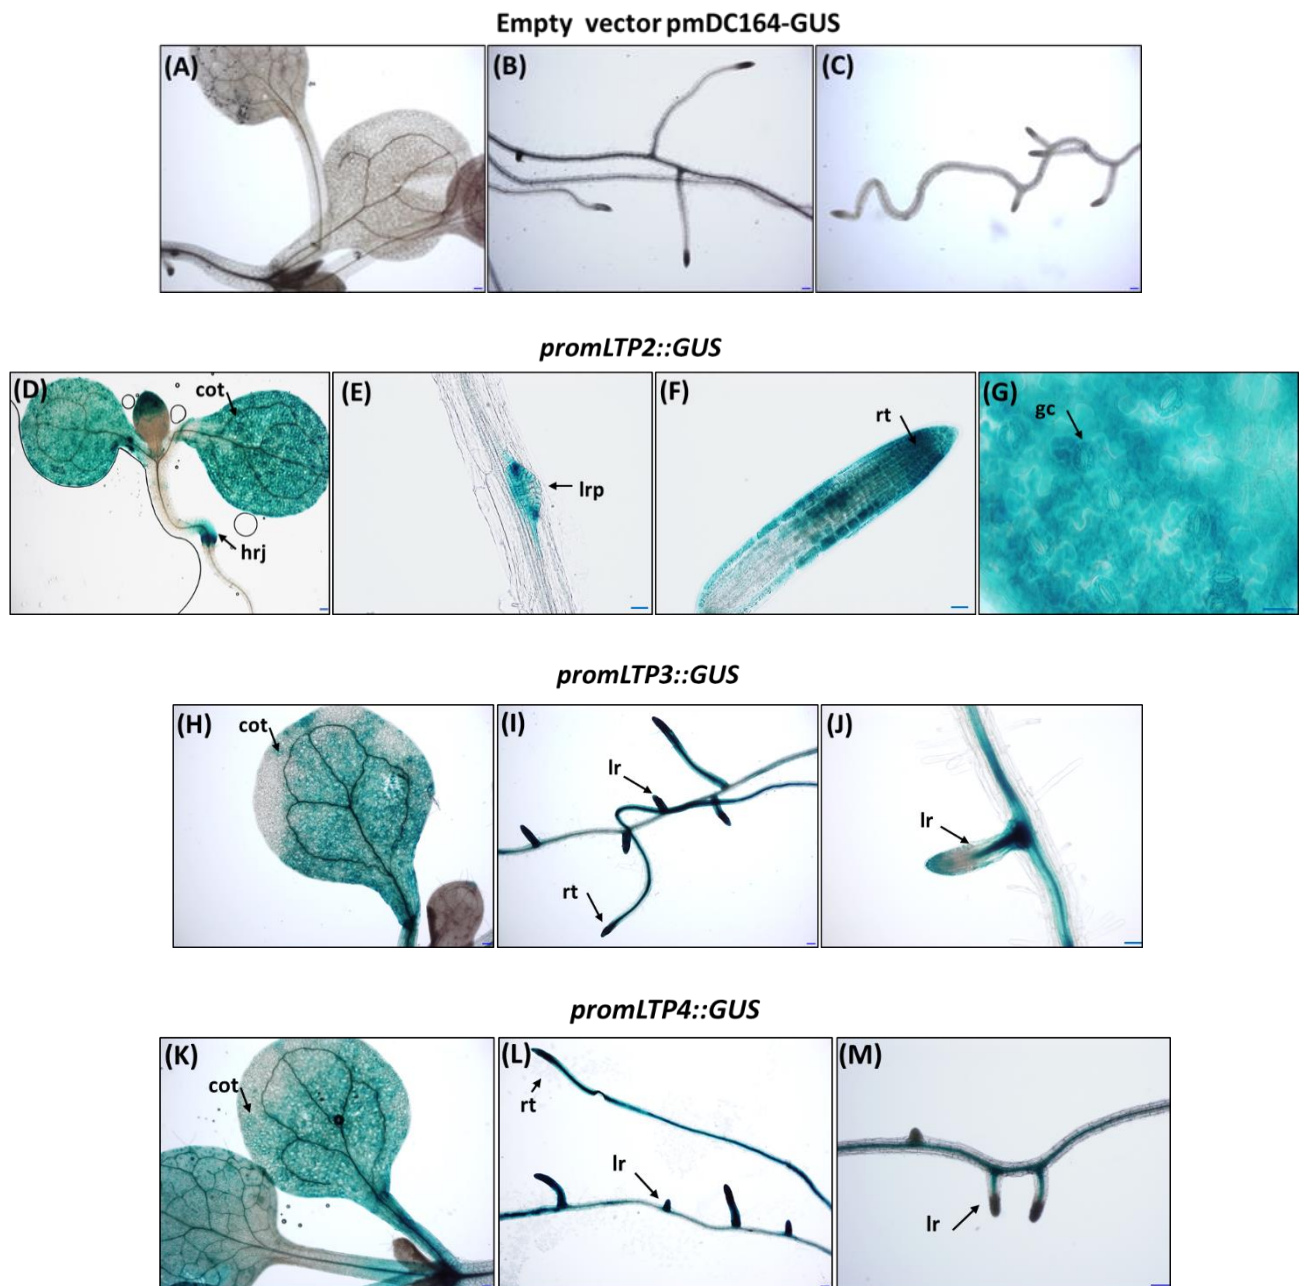 Empty vector pmDC164-GUS
(A)
(B)
(C)
promLTP2::GUS
(D)
cot
hrj
(E)
lrp
(F)
rt
(G)
gc
promLTP3::GUS
(H)
cot
(I)
lr
rt
(J)
lr
promLTP4::GUS
(K)
cot
(L)
rt
lr
(M)
lr